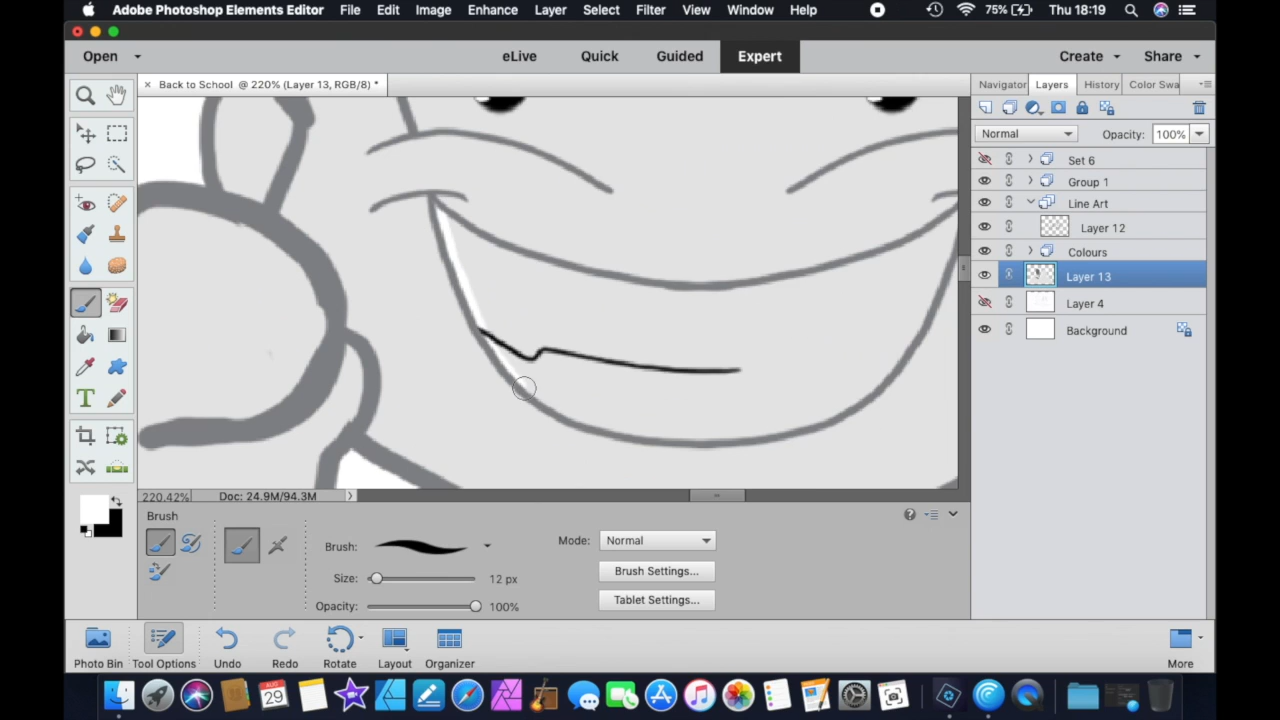 Adobe Photoshop Elements Editor File Edit Image Enhance Layer Select Filter View Window Help 75% Thu 18:19
Open eLive Quick Guided Expert Create Share
× Back to School @ 220% (Layer 13, RGB/8) * Navigator Layers History Color Swa
Normal Opacity: 100%
Set 6
Group 1
Line Art
Layer 12
Colours
Layer 13
Layer 4
Background
T
220.42% Doc: 24.9M/94.3M
Brush
Brush: Mode: Normal
Size: 12 px Brush Settings...
Opacity: 100% Tablet Settings...
Photo Bin Tool Options Undo Redo Rotate Layout Organizer More
AUG
29